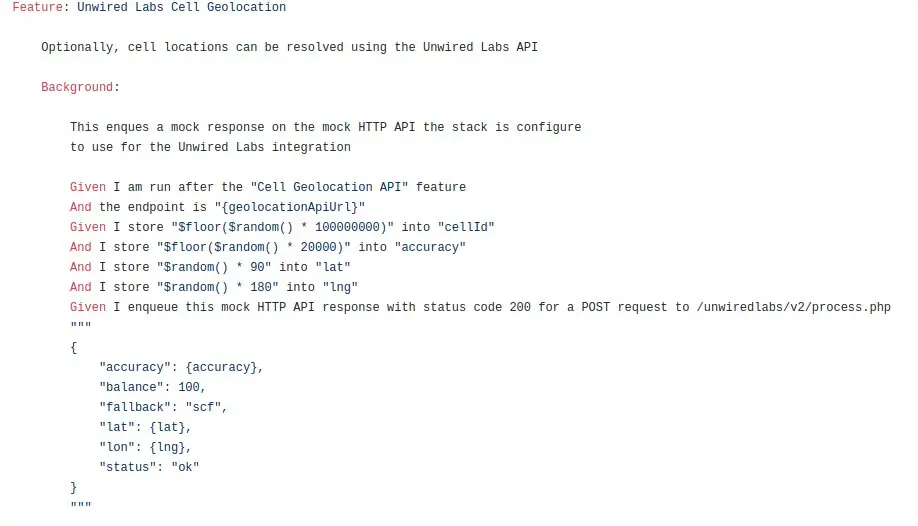 Feature: Unwired Labs Cell Geolocation
Optionally, cell locations can be resolved using the Unwired Labs API
Background:
This enques a mock response on the mock HTTP API the stack is configure
to use for the Unwired Labs integration
Given I am run after the "Cell Geolocation API" feature
And the endpoint is "{geolocationApiUrl}"
Given I store "$floor($random() * 100000000)" into "cellId"
And I store "$floor($random() * 20000)" into "accuracy"
And I store "$random() * 90" into "lat"
And I store "$random() * 180" into "lng"
Given I enqueue this mock HTTP API response with status code 200 for a POST request to /unwiredlabs/v2/process.php
"""
{
"accuracy": {accuracy},
"balance": 100,
"fallback": "scf",
"lat": {lat},
"lon": {lng},
"status": "ok"
}
"""